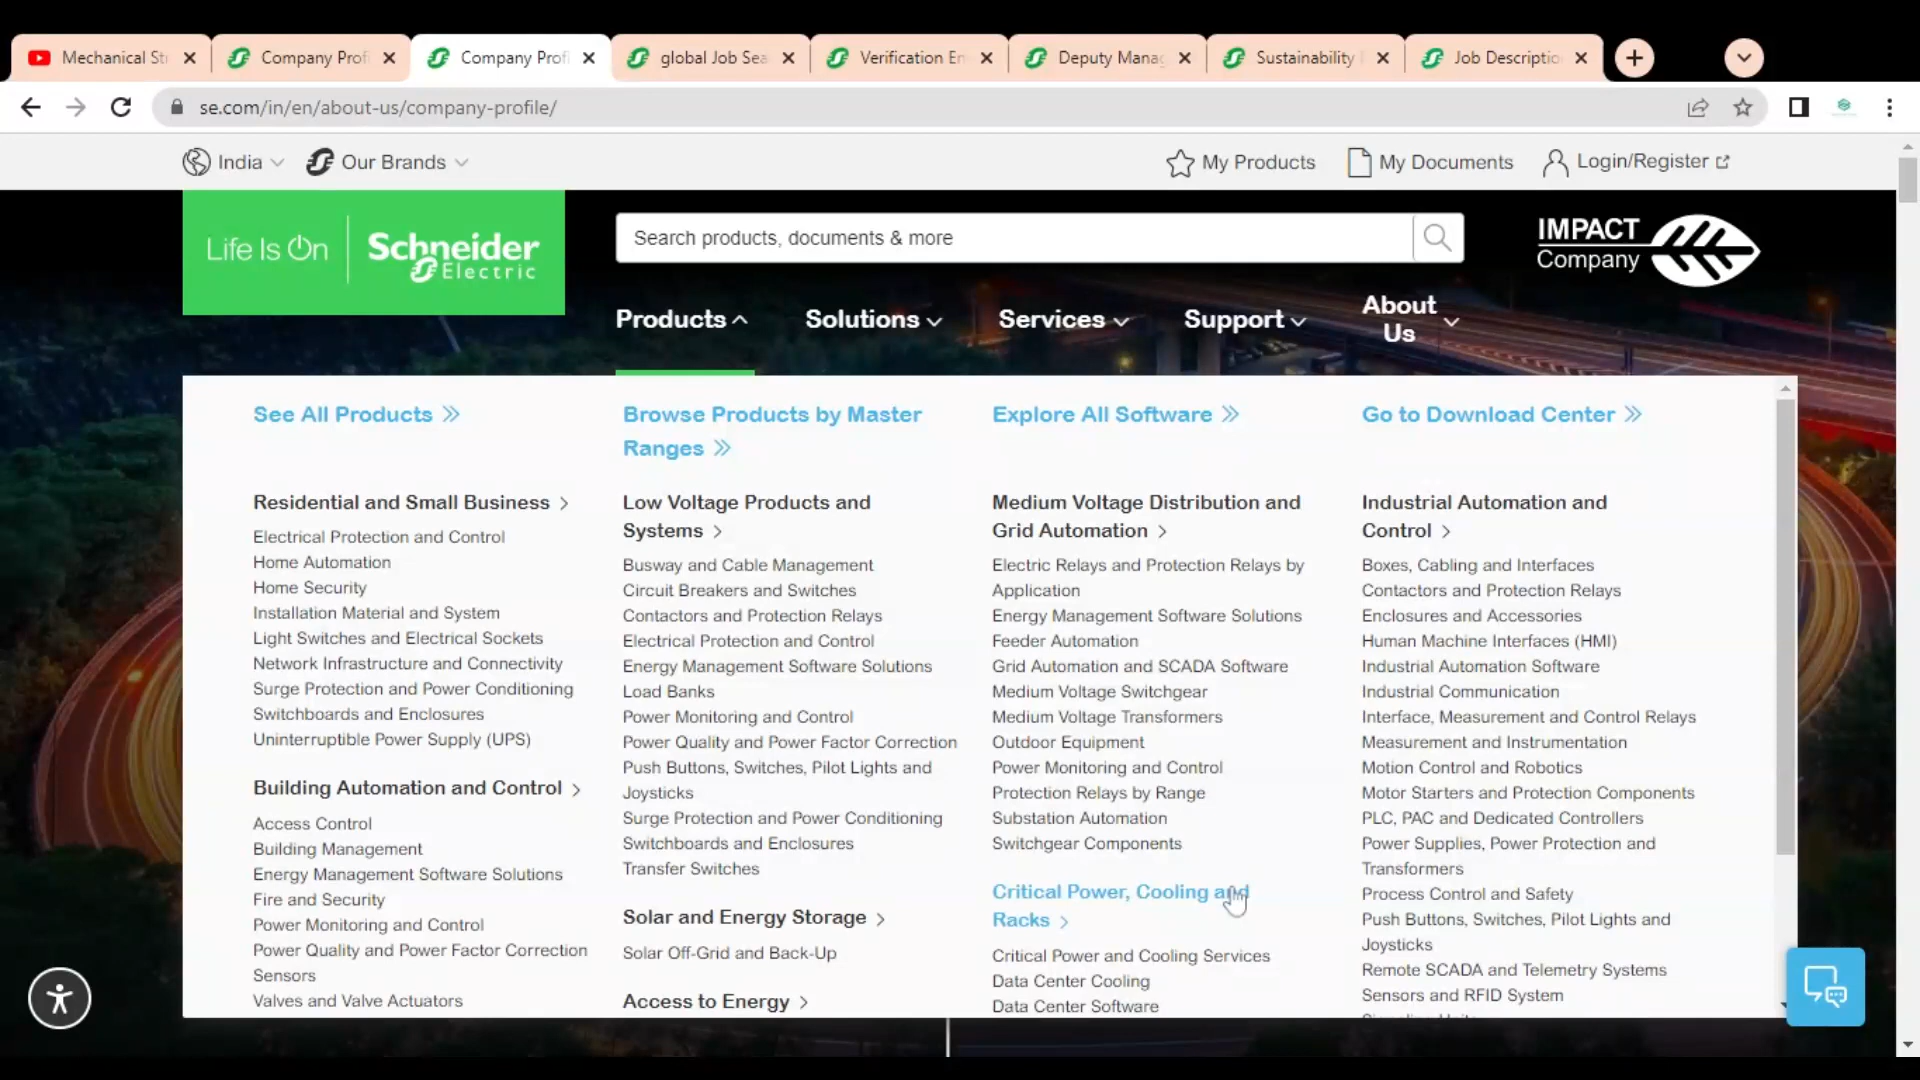 Mechanical St
Company Profi
Company Profi
global Job Sea
Verification En
Deputy Manag
Sustainability
Job Descriptio
se.com/in/en/about-us/company-profile/
India
Our Brands
My Products
My Documents
Login/Register
Life Is On
Schneider
Electric
Search products, documents & more
IMPACT
Company
Products
Solutions
Services
Support
About
Us
See All Products
Browse Products by Master
Ranges
Explore All Software
Go to Download Center
Residential and Small Business
Electrical Protection and Control
Home Automation
Home Security
Installation Material and System
Light Switches and Electrical Sockets
Network Infrastructure and Connectivity
Surge Protection and Power Conditioning
Switchboards and Enclosures
Uninterruptible Power Supply (UPS)
Building Automation and Control
Access Control
Building Management
Energy Management Software Solutions
Fire and Security
Power Monitoring and Control
Power Quality and Power Factor Correction
Sensors
Valves and Valve Actuators
Low Voltage Products and
Systems
Busway and Cable Management
Circuit Breakers and Switches
Contactors and Protection Relays
Electrical Protection and Control
Energy Management Software Solutions
Load Banks
Power Monitoring and Control
Power Quality and Power Factor Correction
Push Buttons, Switches, Pilot Lights and
Joysticks
Surge Protection and Power Conditioning
Switchboards and Enclosures
Transfer Switches
Solar and Energy Storage
Solar Off-Grid and Back-Up
Access to Energy
Medium Voltage Distribution and
Grid Automation
Electric Relays and Protection Relays by
Application
Energy Management Software Solutions
Feeder Automation
Grid Automation and SCADA Software
Medium Voltage Switchgear
Medium Voltage Transformers
Outdoor Equipment
Power Monitoring and Control
Protection Relays by Range
Substation Automation
Switchgear Components
Critical Power, Cooling and
Racks
Critical Power and Cooling Services
Data Center Cooling
Data Center Software
Industrial Automation and
Control
Boxes, Cabling and Interfaces
Contactors and Protection Relays
Enclosures and Accessories
Human Machine Interfaces (HMI)
Industrial Automation Software
Industrial Communication
Interface, Measurement and Control Relays
Measurement and Instrumentation
Motion Control and Robotics
Motor Starters and Protection Components
PLC, PAC and Dedicated Controllers
Power Supplies, Power Protection and
Transformers
Process Control and Safety
Push Buttons, Switches, Pilot Lights and
Joysticks
Remote SCADA and Telemetry Systems
Sensors and RFID System